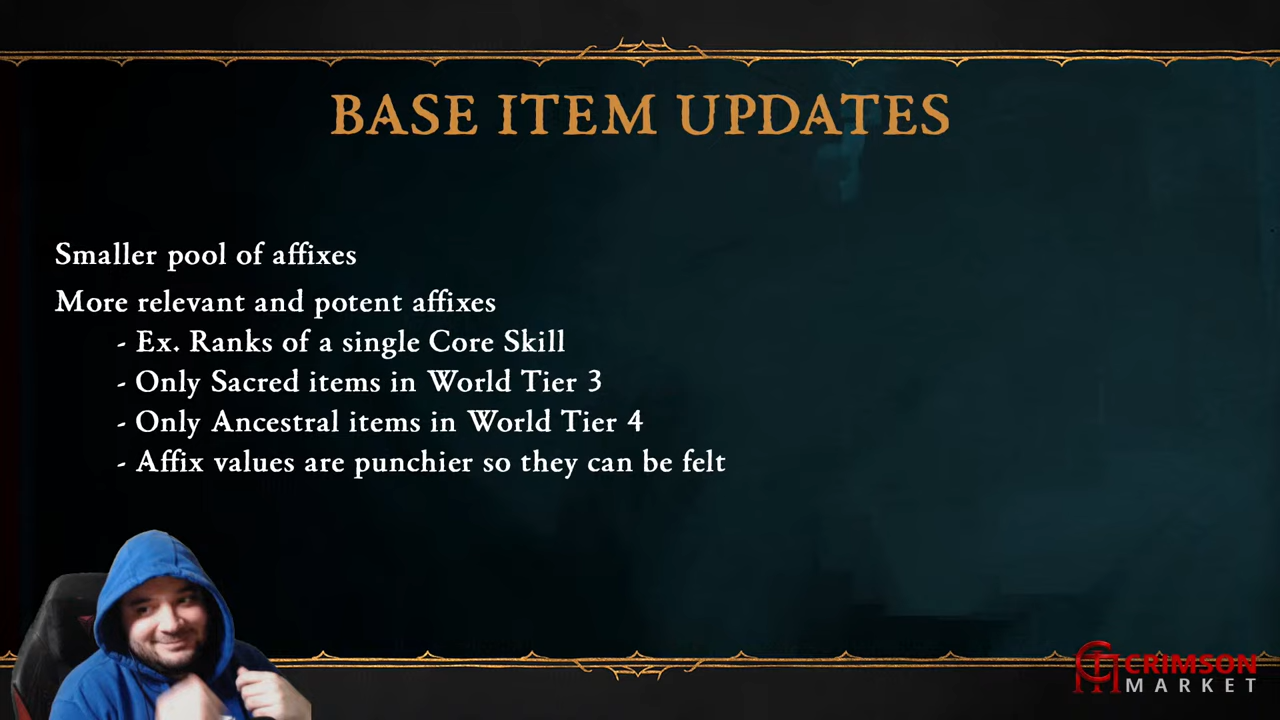 BASE ITEM UPDATES
Smaller pool of affixes
More relevant and potent affixes
- Ex. Ranks of a single Core Skill
- Only Sacred items in World Tier 3
- Only Ancestral items in World Tier 4
- Affix values are punchier so they can be felt
CRIMSON
MARKET